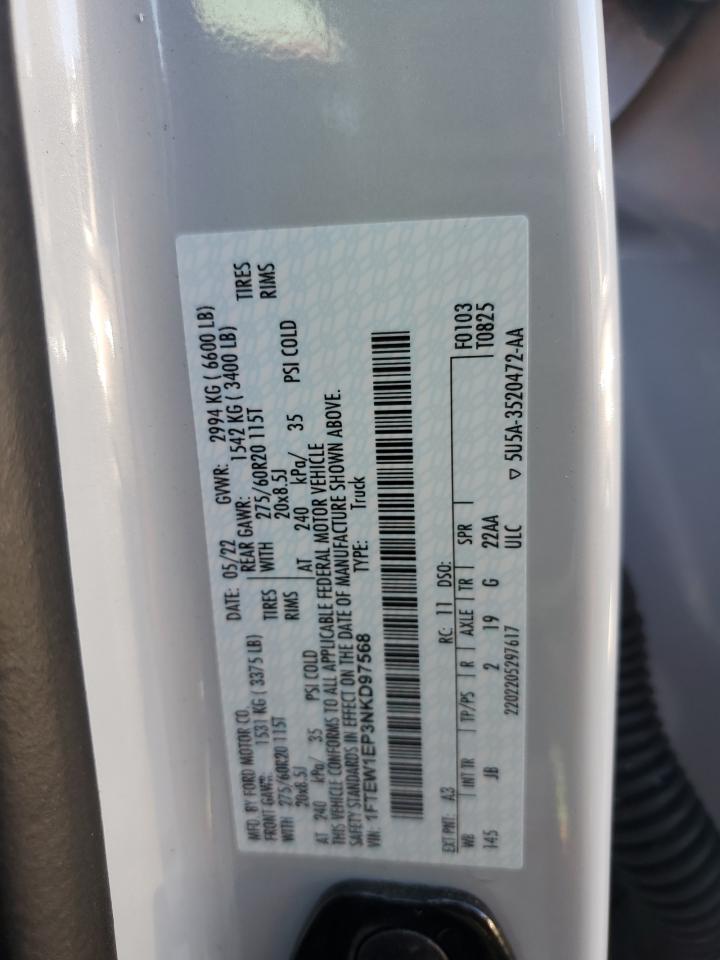 MFD. BY FORD MOTOR CO. DATE: 05/22 GVWR: 2994 KG ( 6600 LB)
FRONT GAWR: 1531 KG ( 3375 LB) REAR GAWR: 1542 KG ( 3400 LB)
WITH 275/60R20 115T TIRES WITH 275/60R20 115T TIRES
20x8.5J RIMS 20x8.5J RIMS
AT 240 kPa/ 35 PSI COLD AT 240 kPa/ 35 PSI COLD
THIS VEHICLE CONFORMS TO ALL APPLICABLE FEDERAL MOTOR VEHICLE
SAFETY STANDARDS IN EFFECT ON THE DATE OF MANUFACTURE SHOWN ABOVE.
VIN: 1FTEW1EP3NKD97568 TYPE: Truck
EXT PNT: A3 RC: 11 DSO: F0103
WB INT TR TP/PS R AXLE TR SPR T0825
145 JB 2 19 G 22AA
2202205297617 ULC 5U5A-3520472-AA